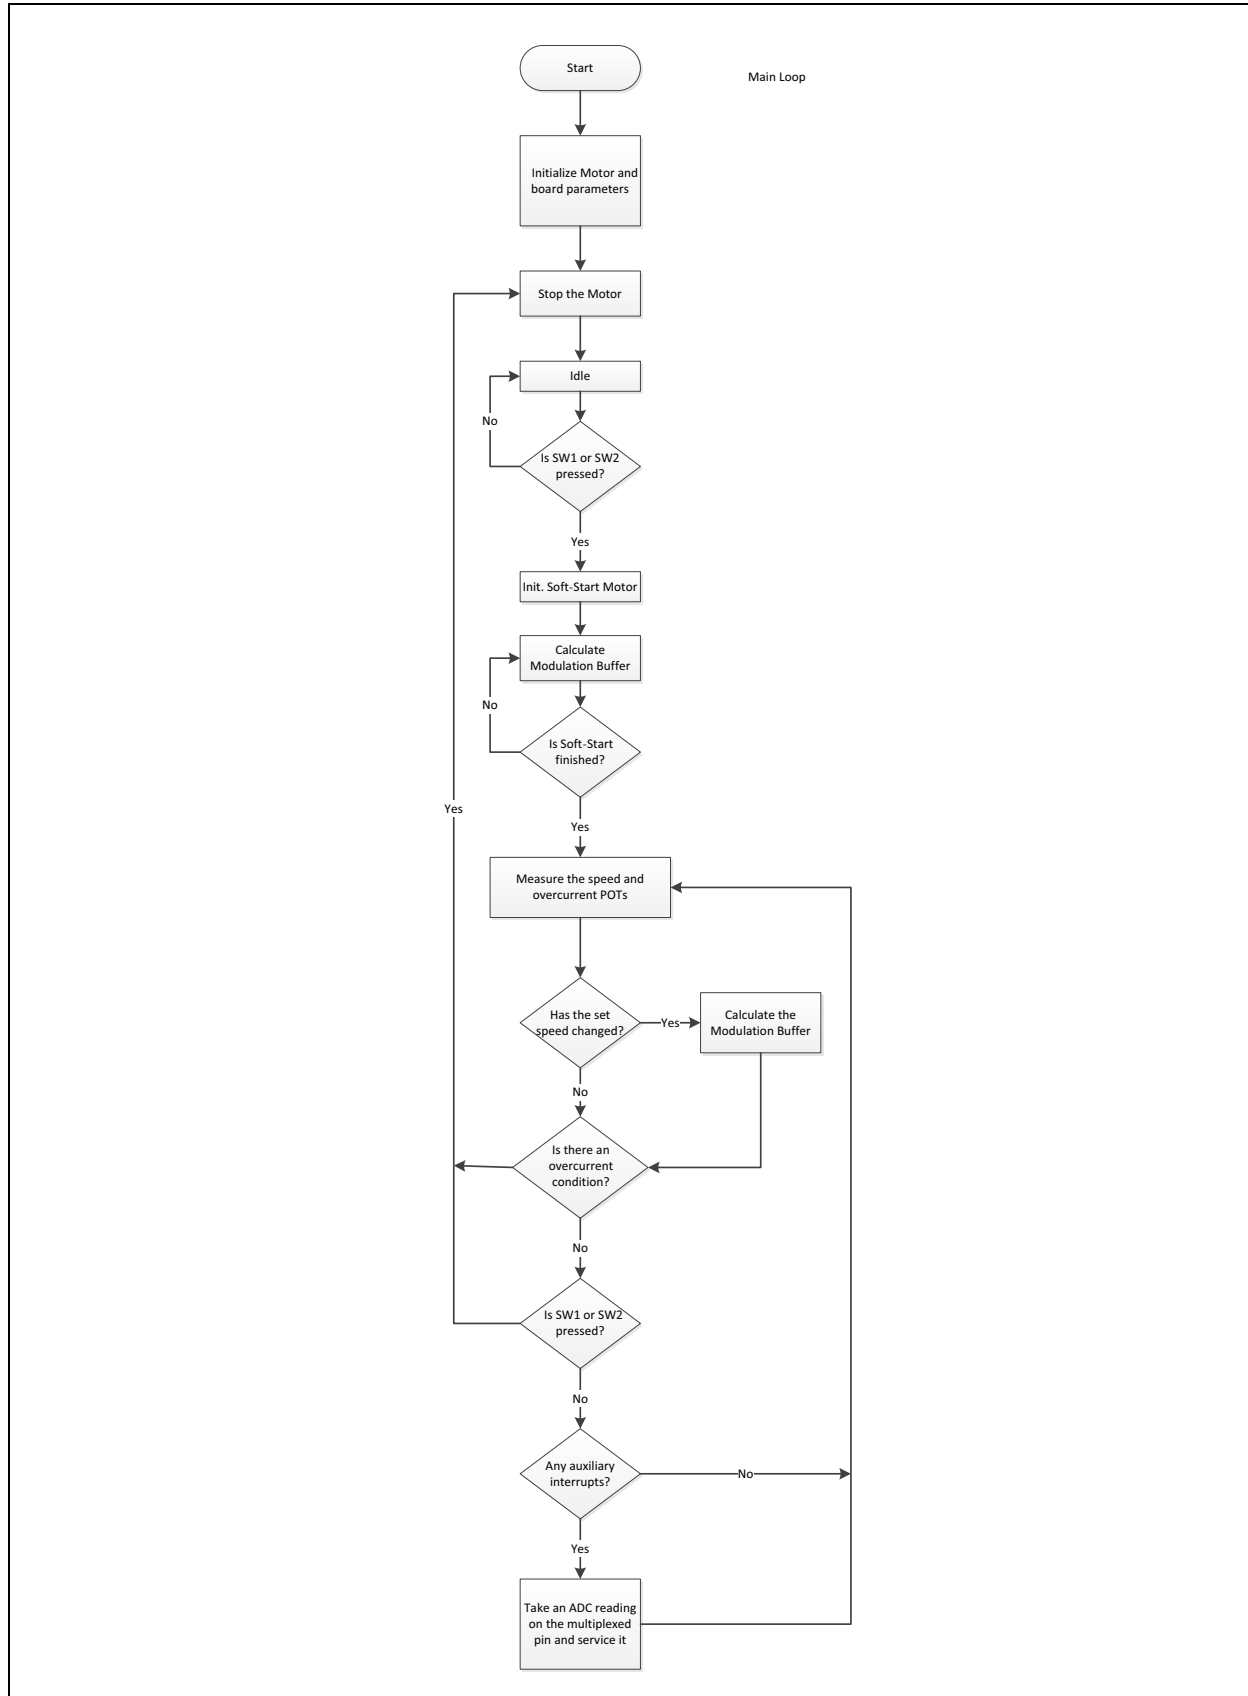 Start
Main Loop
Initialize Motor and
board parameters
Stop the Motor
Idle
No
Is SW1 or SW2
pressed?
Yes
Init. Soft-Start Motor
Calculate
Modulation Buffer
No
Is Soft-Start
finished?
Yes
Yes
Measure the speed and
overcurrent POTs
Has the set
speed changed?
Yes
Calculate the
Modulation Buffer
No
Is there an
overcurrent
condition?
No
Is SW1 or SW2
pressed?
No
Any auxiliary
interrupts?
No
Yes
Take an ADC reading
on the multiplexed
pin and service it